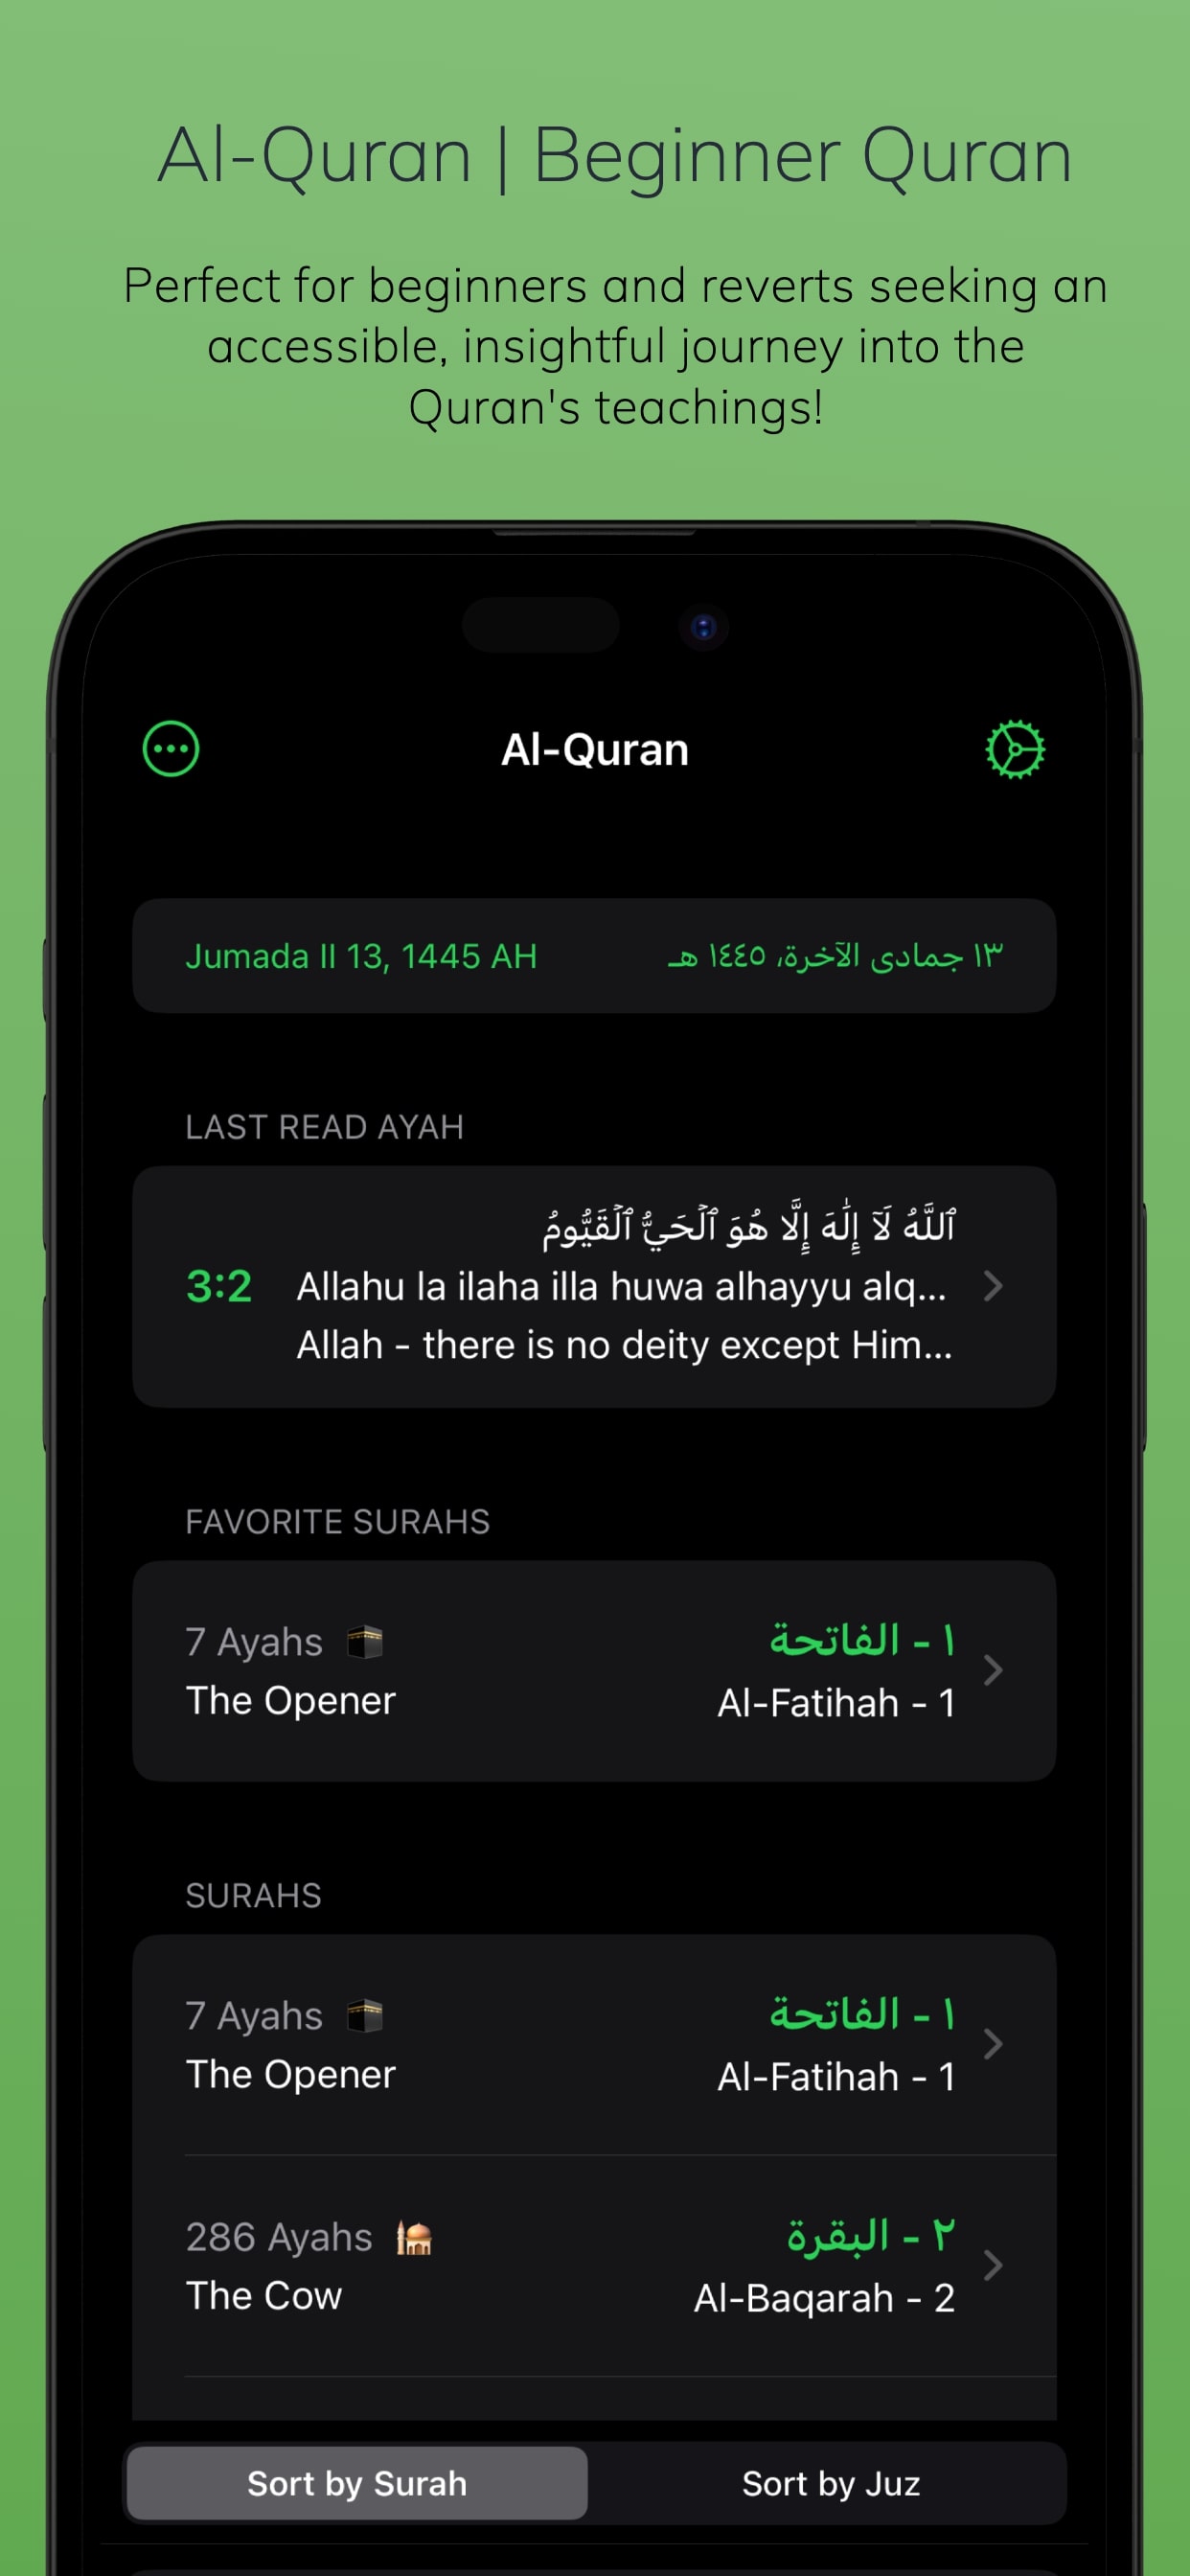 Al-Quran | Beginner Quran
Perfect for beginners and reverts seeking an
accessible, insightful journey into the
Quran's teachings!
Al-Quran
Jumada II 13, 1445 AH
١٣ جمادى الآخرة، ١٤٤٥ هـ
LAST READ AYAH
ٱللَّهُ لَآ إِلَٰهَ إِلَّا هُوَ ٱلْحَيُّ ٱلْقَيُّومُ
3:2
Allahu la ilaha illa huwa alhayyu alq...
Allah - there is no deity except Him...
FAVORITE SURAHS
7 Ayahs
١ - الفاتحة
The Opener
Al-Fatihah - 1
SURAHS
7 Ayahs
١ - الفاتحة
The Opener
Al-Fatihah - 1
286 Ayahs
٢ - البقرة
The Cow
Al-Baqarah - 2
Sort by Surah
Sort by Juz